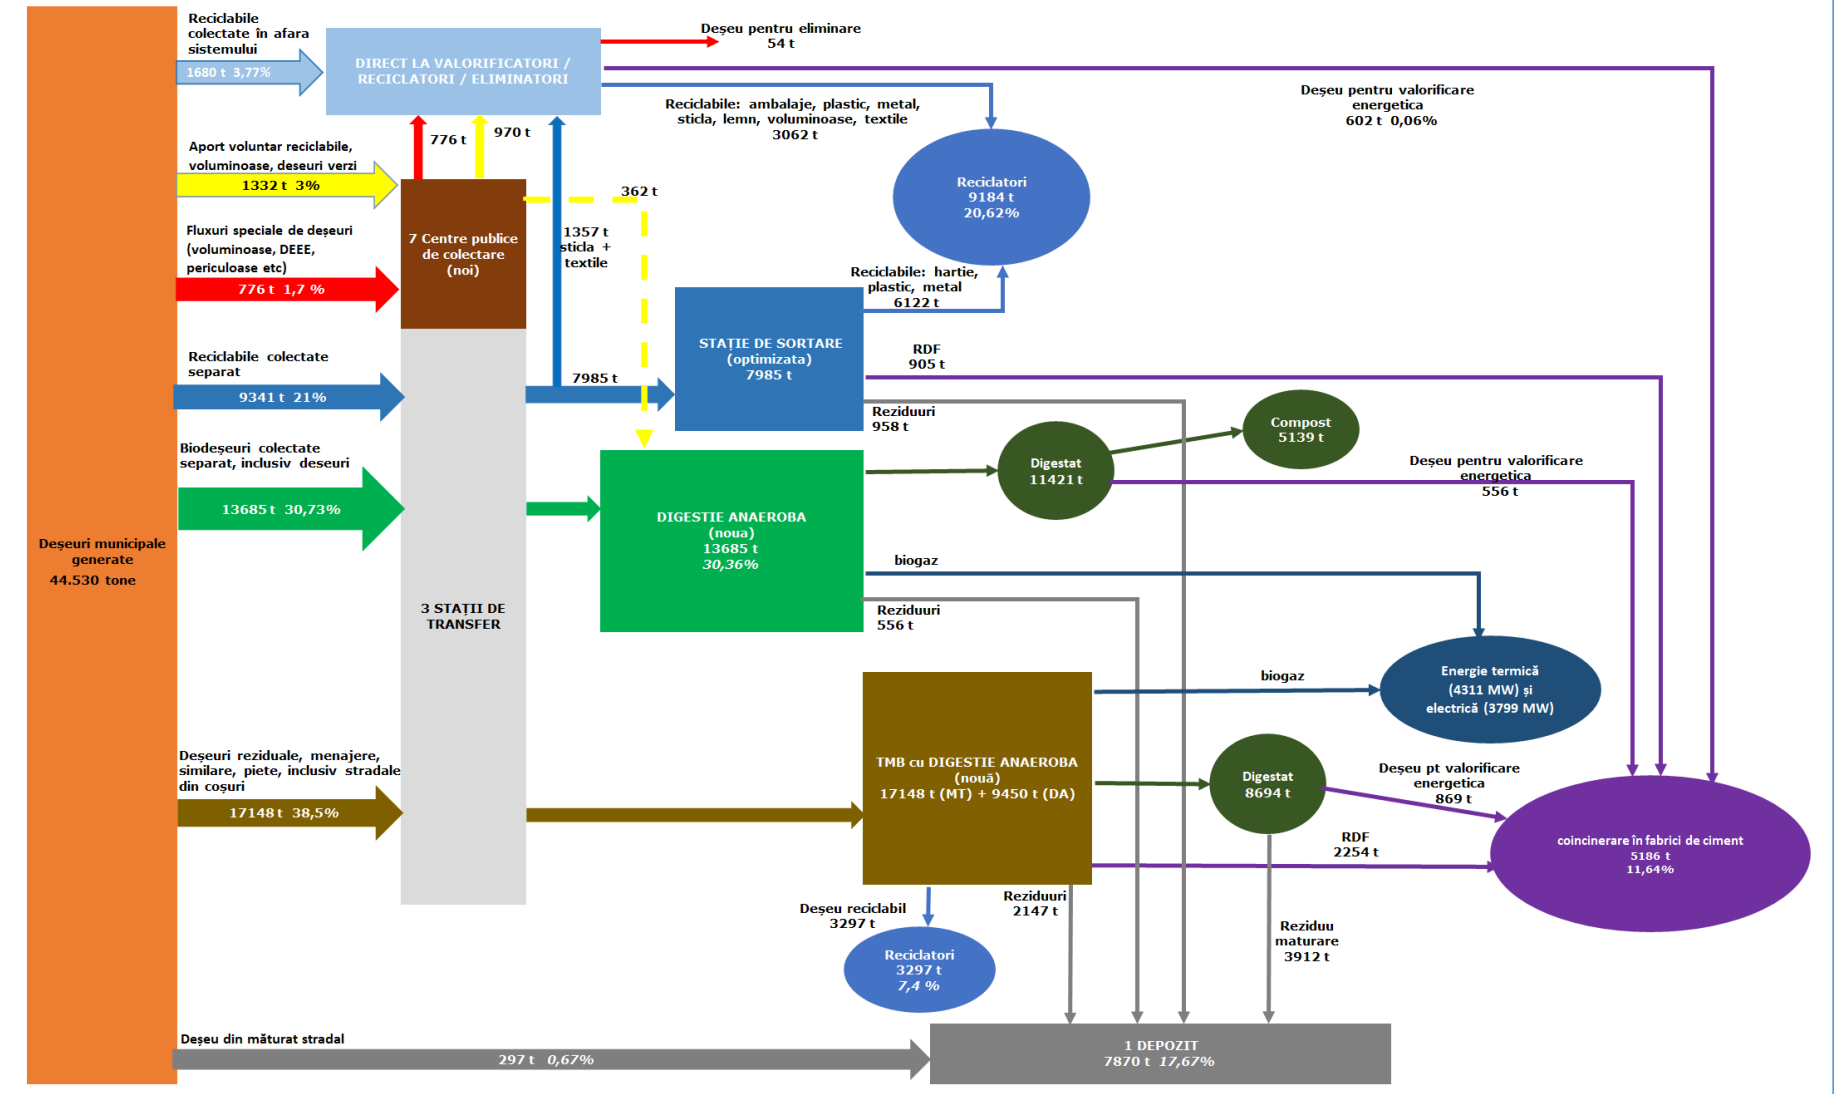 Reciclabile
colectate în afara
sistemului
1680 t 3,77%
DIRECT LA VALORIFICATORI /
RECICLATORI / ELIMINATORI
Deșeu pentru eliminare
54 t
Deșeu pentru valorificare
energetica
602 t 0,06%
Reciclabile: ambalaje, plastic, metal,
sticla, lemn, voluminoase, textile
3062 t
776 t
970 t
Aport voluntar reciclabile,
voluminoase, deseuri verzi
1332 t 3%
362 t
Reciclatori
9184 t
20,62%
Fluxuri speciale de deșeuri
(voluminoase, DEEE,
periculoase etc)
776 t 1,7 %
7 Centre publice
de colectare
(noi)
1357 t
sticla +
textile
Reciclabile: hartie,
plastic, metal
6122 t
STAȚIE DE SORTARE
(optimizata)
7985 t
RDF
905 t
Reciclabile colectate
separat
9341 t 21%
7985 t
Reziduuri
958 t
Compost
5139 t
Biodeșeuri colectate
separat, inclusiv deseuri
13685 t 30,73%
Digestat
11421 t
Deșeu pentru valorificare
energetica
556 t
DIGESTIE ANAEROBA
(noua)
13685 t
30,36%
biogaz
Deșeuri municipale
generate
44.530 tone
3 STAȚII DE
TRANSFER
Reziduuri
556 t
biogaz
Energie termică
(4311 MW) și
electrică (3799 MW)
Deșeuri reziduale, menajere,
similare, piete, inclusiv stradale
din coșuri
17148 t 38,5%
TMB cu DIGESTIE ANAEROBA
(nouă)
17148 t (MT) + 9450 t (DA)
Digestat
8694 t
Deșeu pt valorificare
energetica
869 t
RDF
2254 t
coincinerare în fabrici de ciment
5186 t
11,64%
Deșeu reciclabil
3297 t
Reziduuri
2147 t
Reciclatori
3297 t
7,4 %
Reziduu
maturare
3912 t
Deșeu din măturat stradal
297 t 0,67%
1 DEPOZIT
7870 t 17,67%